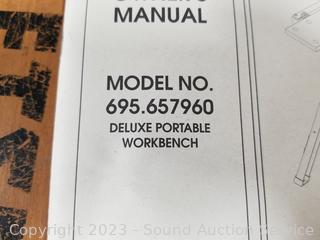 MANUAL
MODEL NO.
695.657960
DELUXE PORTABLE
WORKBENCH
Copyright 2023 - Sound Auction Service